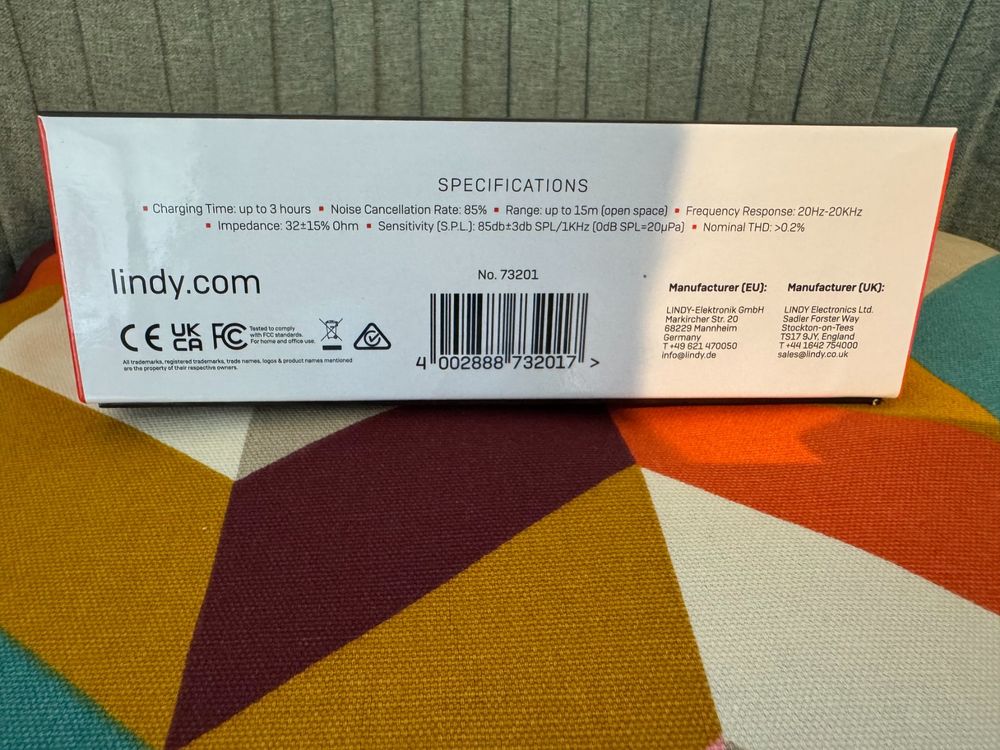 SPECIFICATIONS
▪ Charging Time: up to 3 hours ▪ Noise Cancellation Rate: 85% ▪ Range: up to 15m (open space) ▪ Frequency Response: 20Hz-20KHz
▪ Impedance: 32±15% Ohm ▪ Sensitivity (S.P.L.): 85db±3db SPL/1KHz (0dB SPL=20μPa) ▪ Nominal THD: >0.2%
lindy.com
CE UK CA FC
Tested to comply
with FCC standards.
For home and office use.
All trademarks, registered trademarks, trade names, logos & product names mentioned
are the property of their respective owners.
No. 73201
4 002888 732017 >
Manufacturer (EU):
LINDY-Elektronik GmbH
Markircher Str. 20
68229 Mannheim
Germany
T +49 621 470050
info@lindy.de
Manufacturer (UK):
LINDY Electronics Ltd.
Sadler Forster Way
Stockton-on-Tees
TS17 9JY, England
T +44 1642 754000
sales@lindy.co.uk